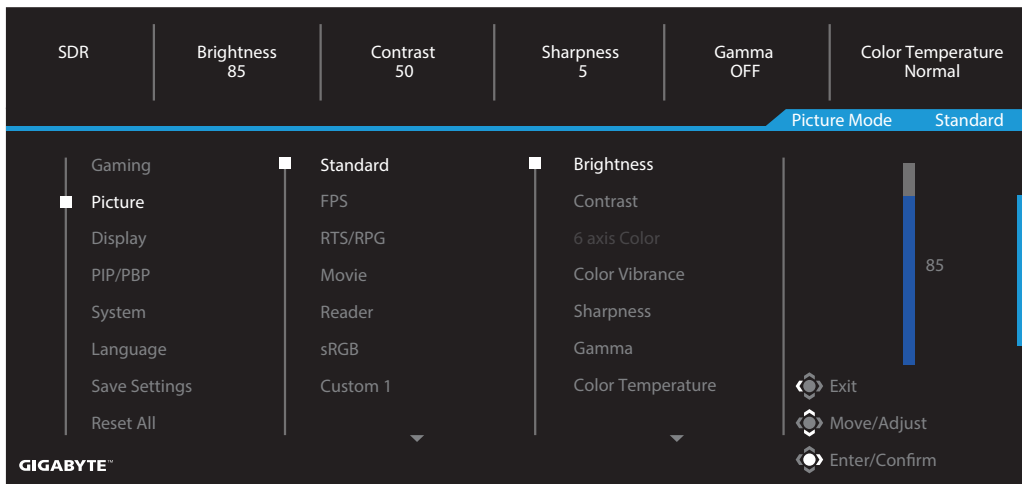 SDR
Brightness
85
Contrast
50
Sharpness
5
Gamma
OFF
Color Temperature
Normal
Picture Mode Standard
Gaming
Picture
Display
PIP/PBP
System
Language
Save Settings
Reset All
Standard
FPS
RTS/RPG
Movie
Reader
sRGB
Custom 1
Brightness
Contrast
6 axis Color
Color Vibrance
Sharpness
Gamma
Color Temperature
85
Exit
Move/Adjust
Enter/Confirm
GIGABYTE™